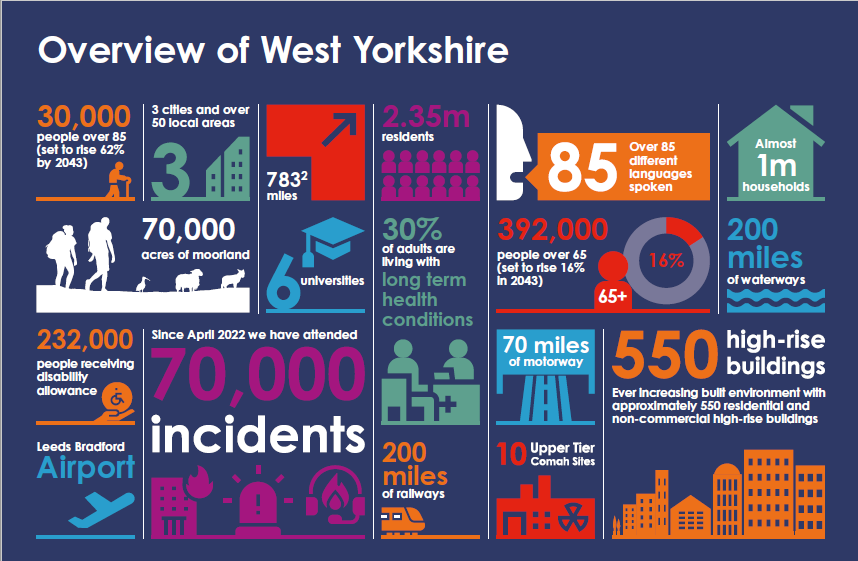 Overview of West Yorkshire
30,000
people over 85
(set to rise 62%
by 2043)
3 cities and over
50 local areas
3
783²
miles
2.35m
residents
85
Over 85
different
languages
spoken
Almost
1m
households
70,000
acres of moorland
6 universities
30%
of adults are
living with
long term
health
conditions
392,000
people over 65
(set to rise 16%
in 2043)
65+
16%
200
miles
of waterways
232,000
people receiving
disability
allowance
Since April 2022 we have attended
70,000
incidents
70 miles
of motorway
550
high-rise
buildings
Ever increasing built environment with
approximately 550 residential and
non-commercial high-rise buildings
Leeds Bradford
Airport
200
miles
of railways
10
Upper Tier
Comah Sites